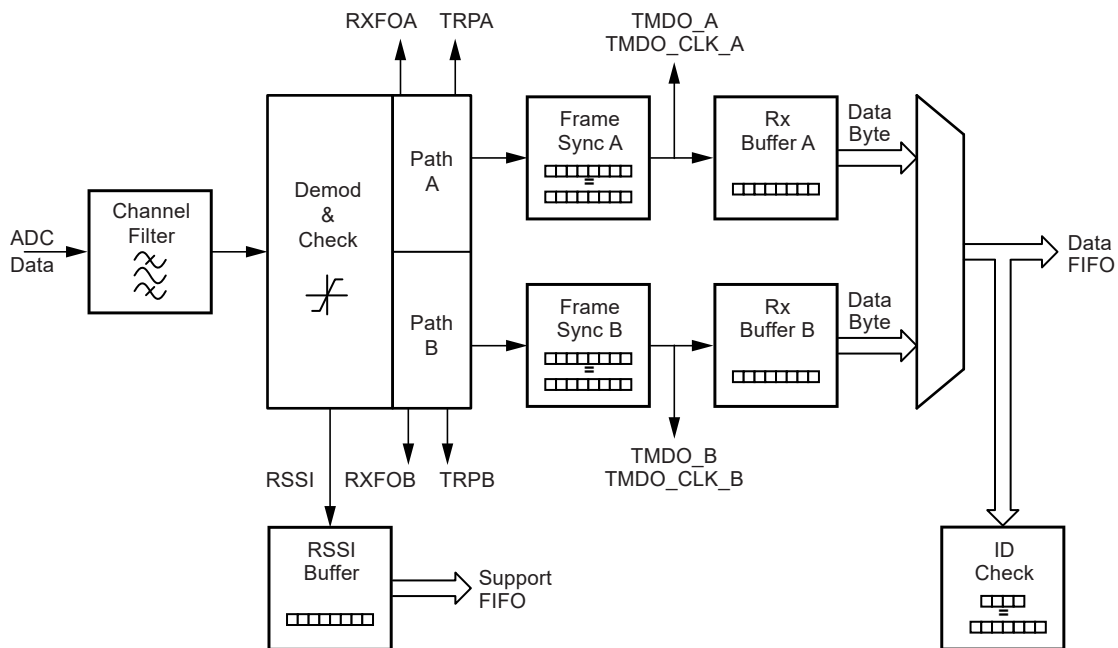 RXFOA
TRPA
TMDO_A
TMDO_CLK_A
ADC
Data
Channel
Filter
Demod
&
Check
Path
A
Path
B
Frame
Sync A
=
Rx
Buffer A
Data
Byte
Frame
Sync B
=
Rx
Buffer B
Data
Byte
Data
FIFO
RSSI
RXFOB
TRPB
TMDO_B
TMDO_CLK_B
RSSI
Buffer
Support
FIFO
ID
Check
=